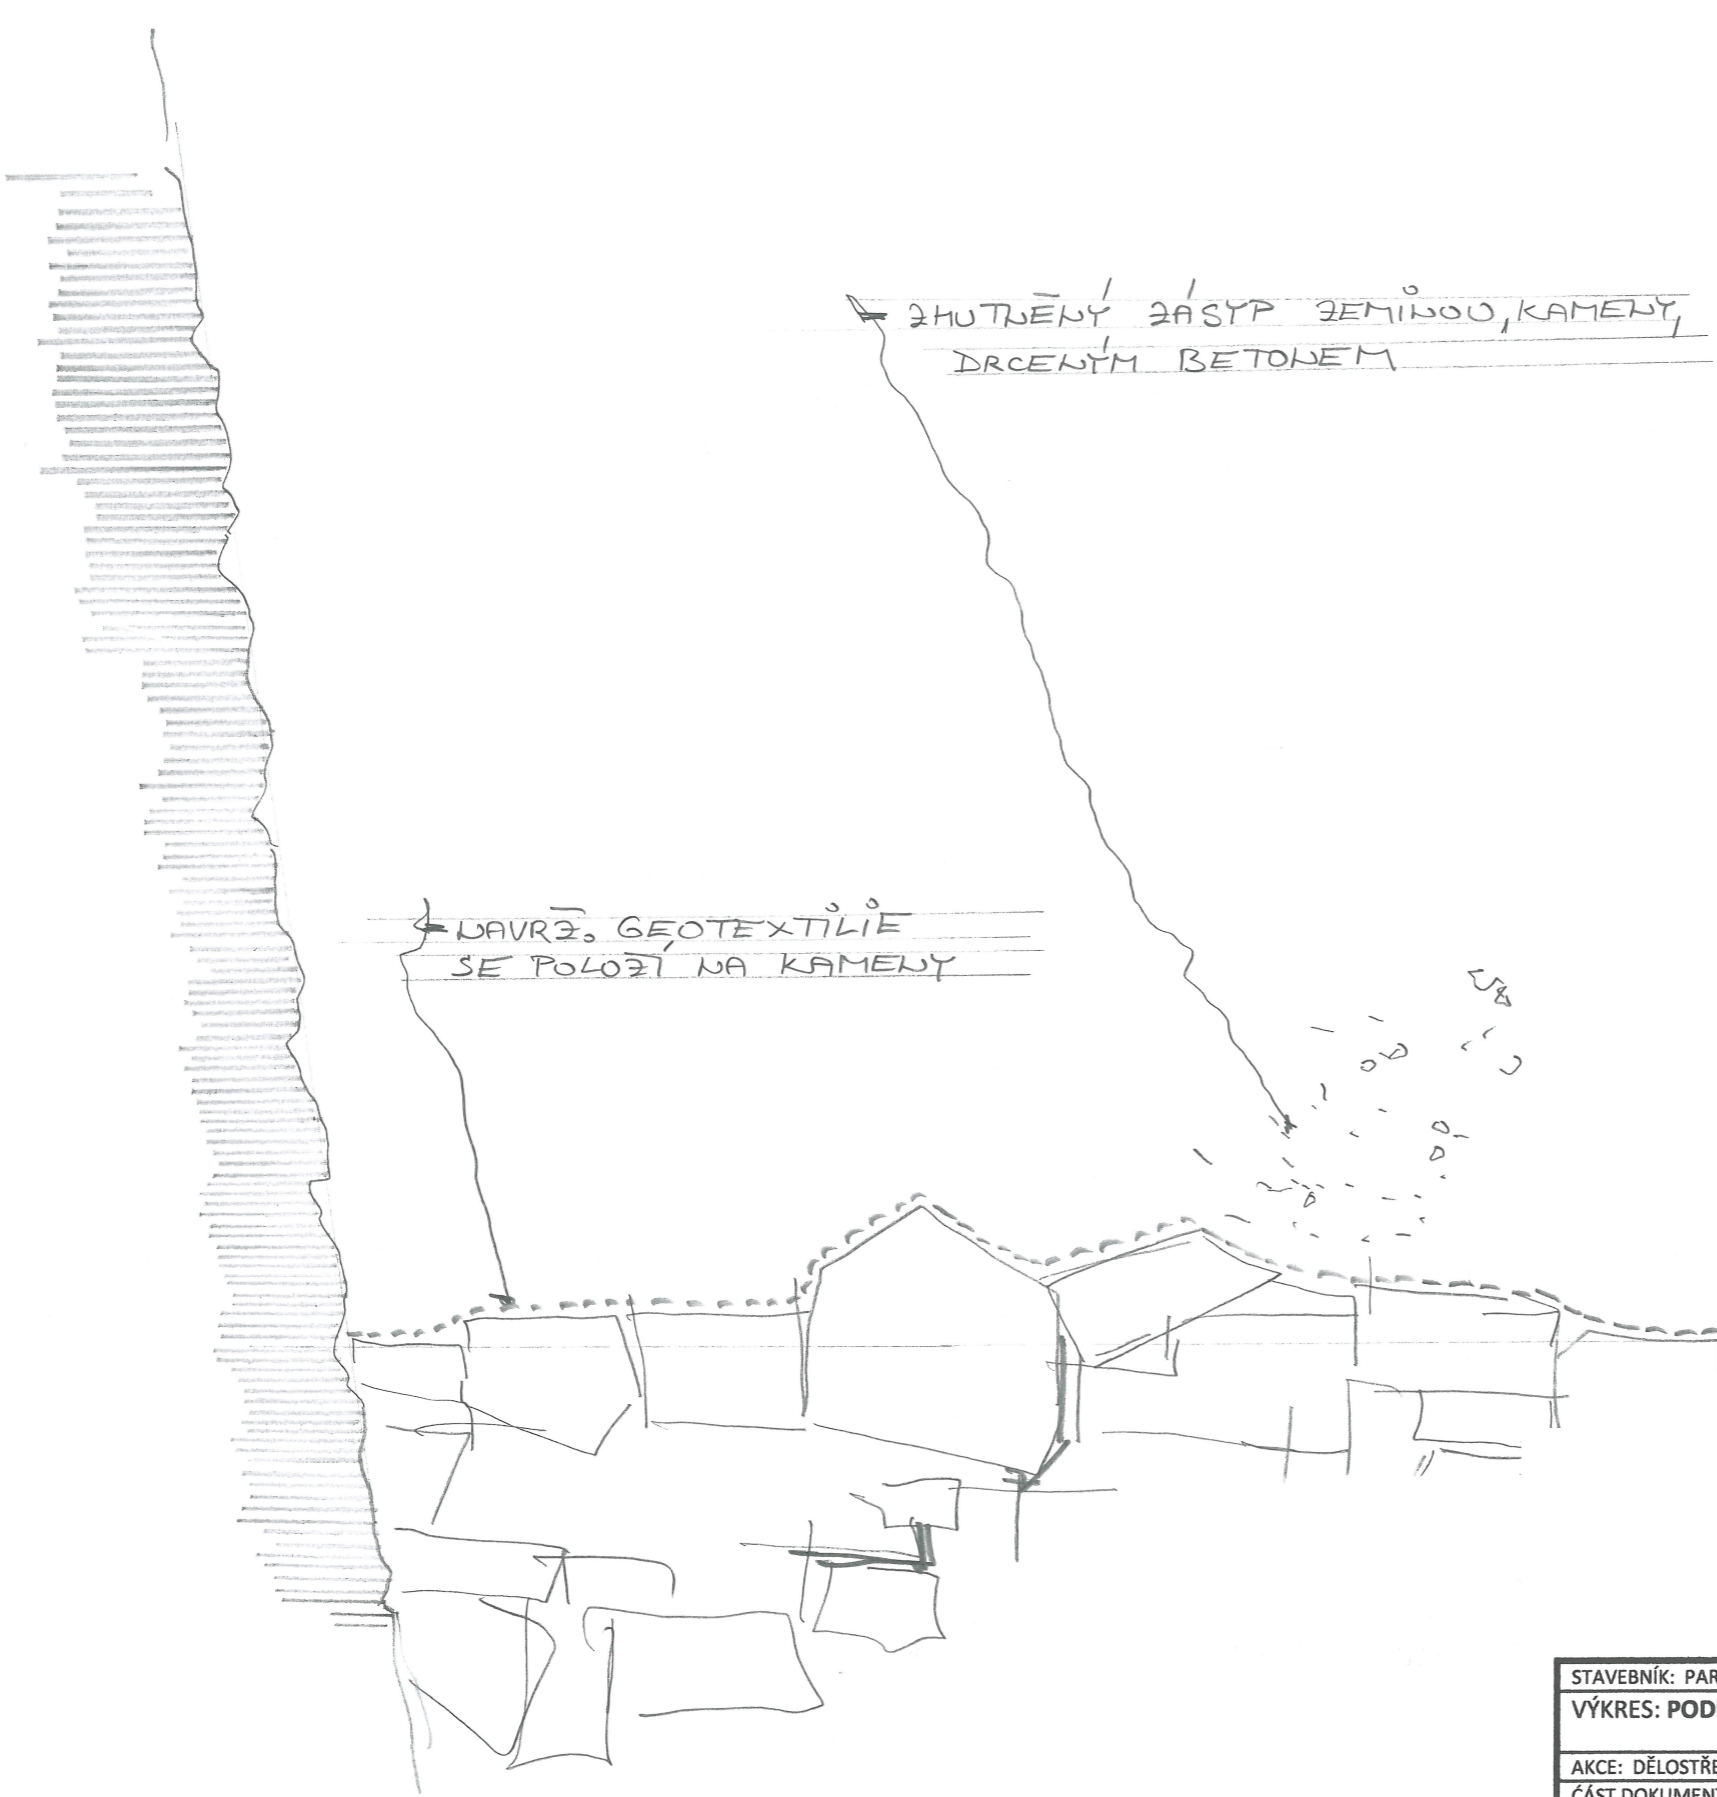 ZHUTNĚNÝ ZÁSYP ZEMINOU, KAMENY,
DRCENÝM BETONEM
NAVRŽ. GEOTEXTILIE
SE POLOŽÍ NA KAMENY
STAVEBNÍK: PAR
VÝKRES: POD
AKCE: DĚLOSTŘE
ČÁST DOKUMENT